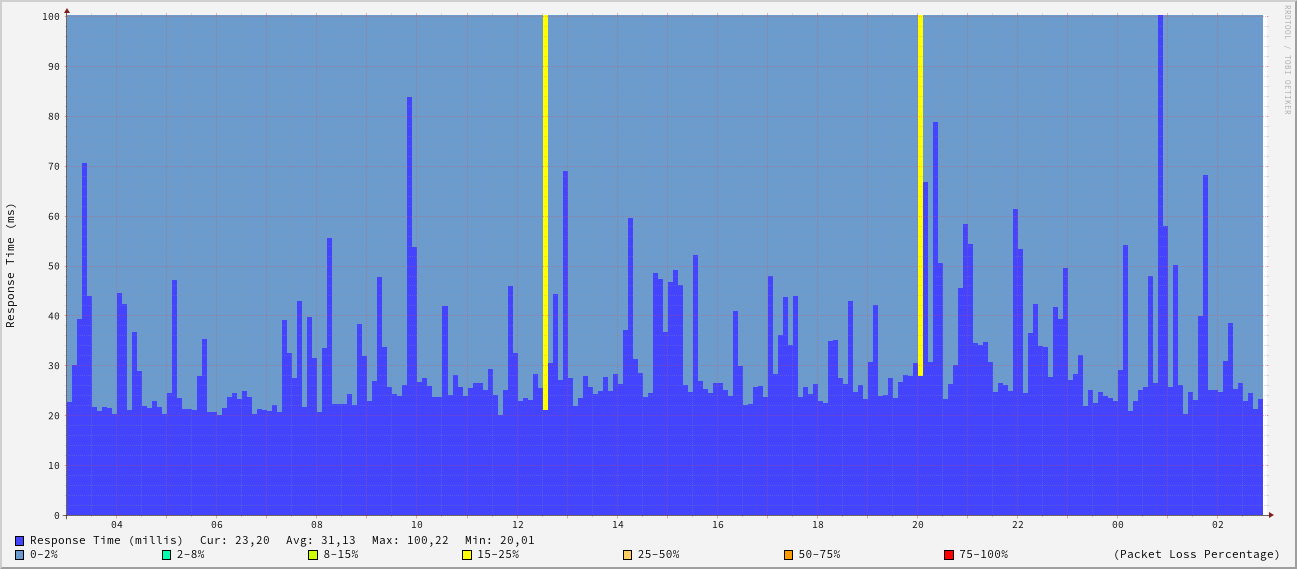 RRDTOOL / TOBI OETIKER
Response Time (ms)
100
90
80
70
60
50
40
30
20
10
0
04 06 08 10 12 14 16 18 20 22 00 02
Response Time (millis) Cur: 23,20 Avg: 31,13 Max: 100,22 Min: 20,01
0-2% 2-8% 8-15% 15-25% 25-50% 50-75% 75-100% (Packet Loss Percentage)